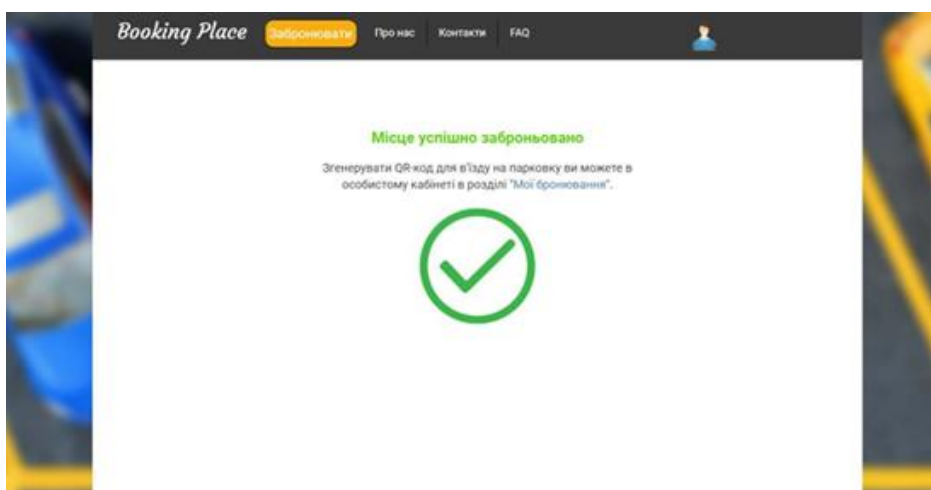 Booking Place Забронювати Про нас Контакти FAQ
Місце успішно заброньовано
Згенерувати QR-код для в'їзду на парковку ви можете в
особистому кабінеті в розділі "Мої бронювання".